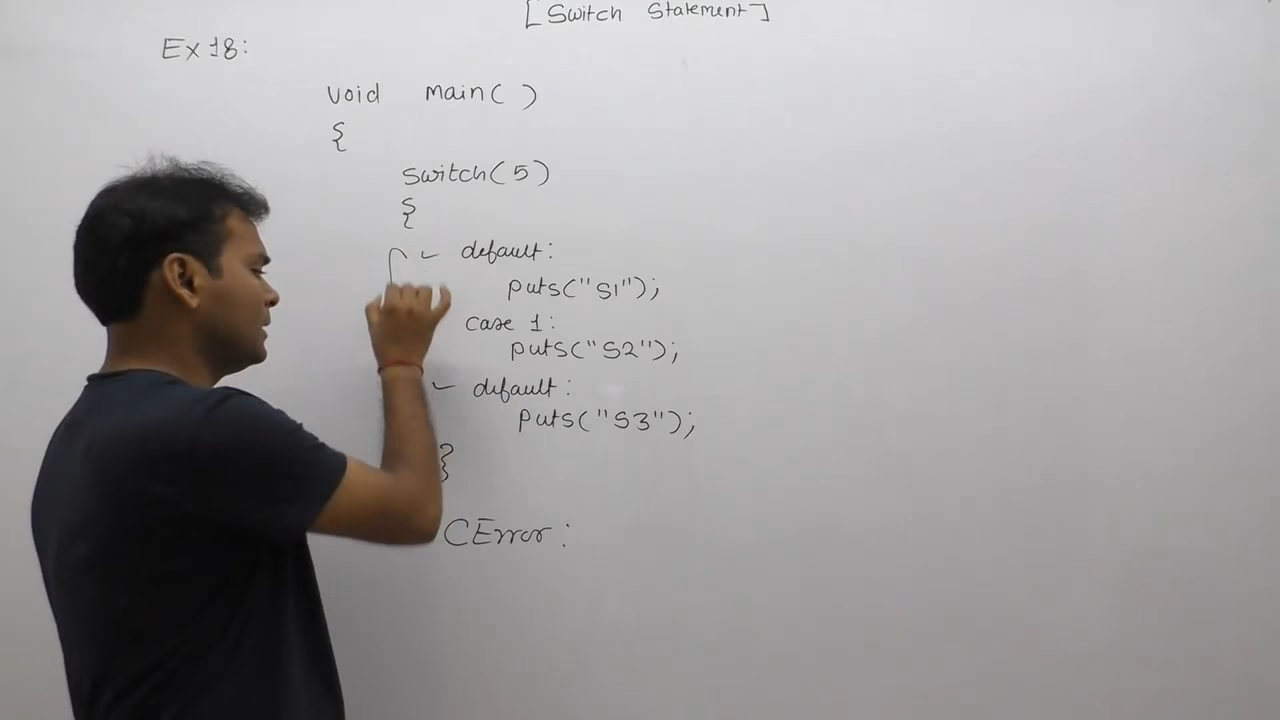 [Switch Statement]
Ex 18:
void main( )
{
switch(5)
{
default:
puts("S1");
case 1:
puts("S2");
default:
puts("S3");
}
CError: